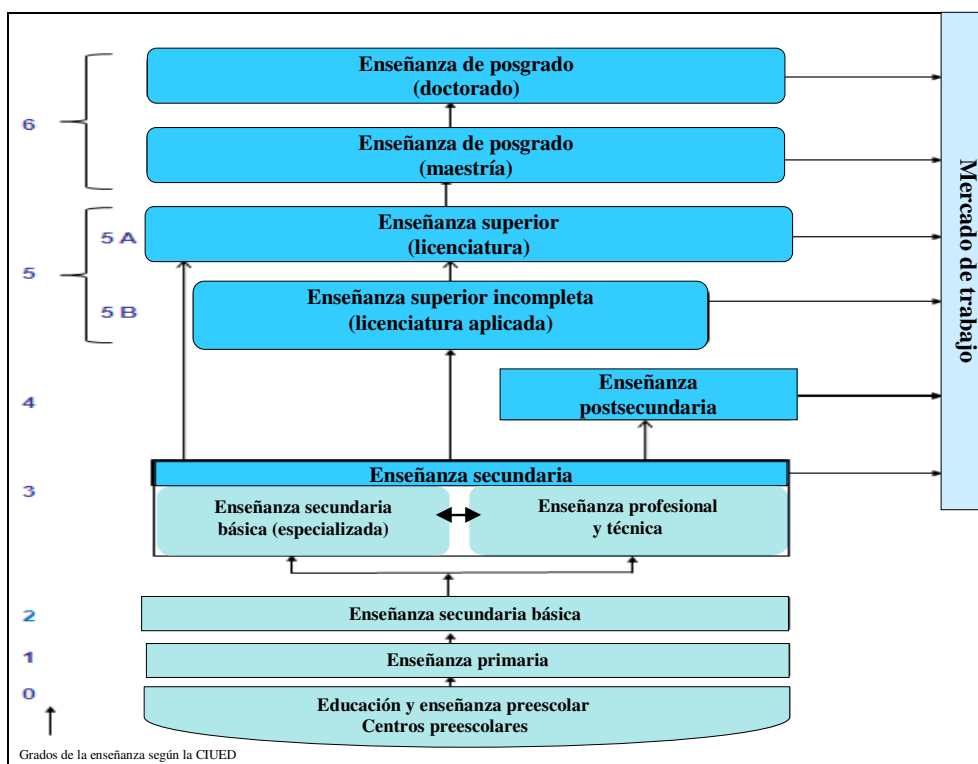 Enseñanza de posgrado
(doctorado)
6
Enseñanza de posgrado
(maestría)
Mercado de trabajo
5 A
Enseñanza superior
(licenciatura)
5
5 B
Enseñanza superior incompleta
(licenciatura aplicada)
4
Enseñanza
postsecundaria
Enseñanza secundaria
3
Enseñanza secundaria
básica (especializada)
Enseñanza profesional
y técnica
2
Enseñanza secundaria básica
1
Enseñanza primaria
0
Educación y enseñanza preescolar
Centros preescolares
Grados de la enseñanza según la CIUED